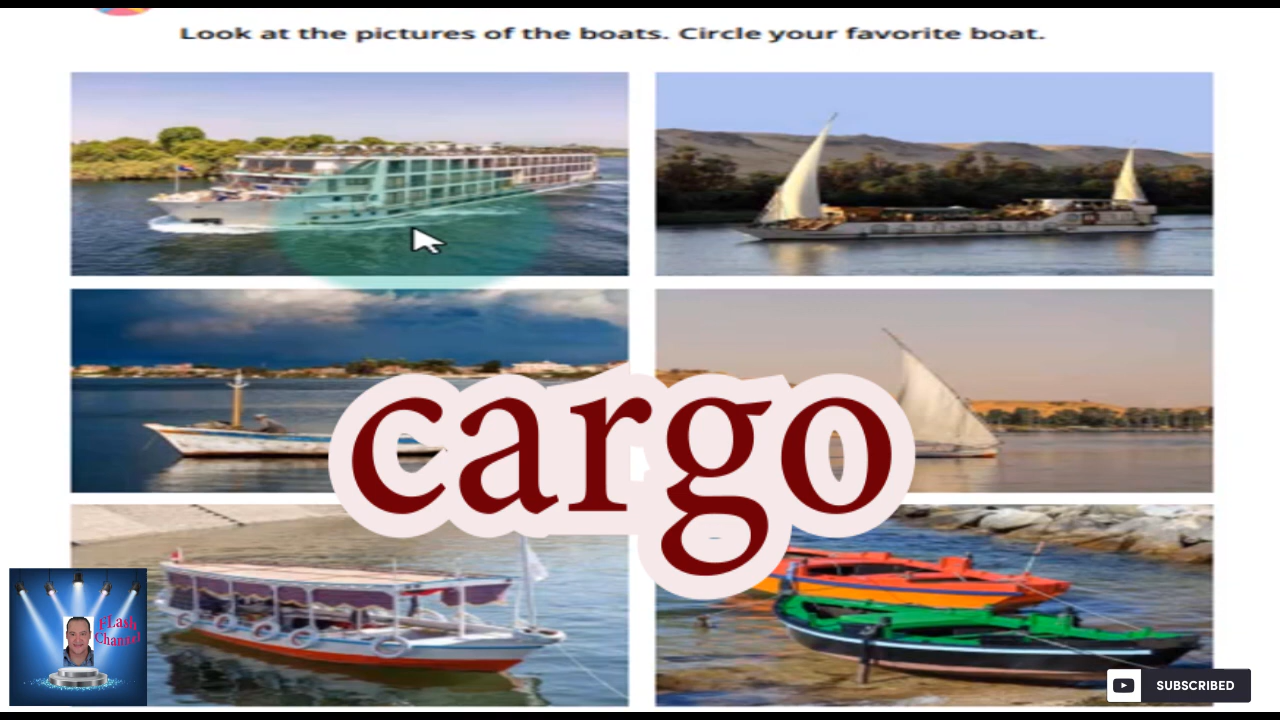 Look at the pictures of the boats. Circle your favorite boat.
cargo
FLash
Channel
SUBSCRIBED